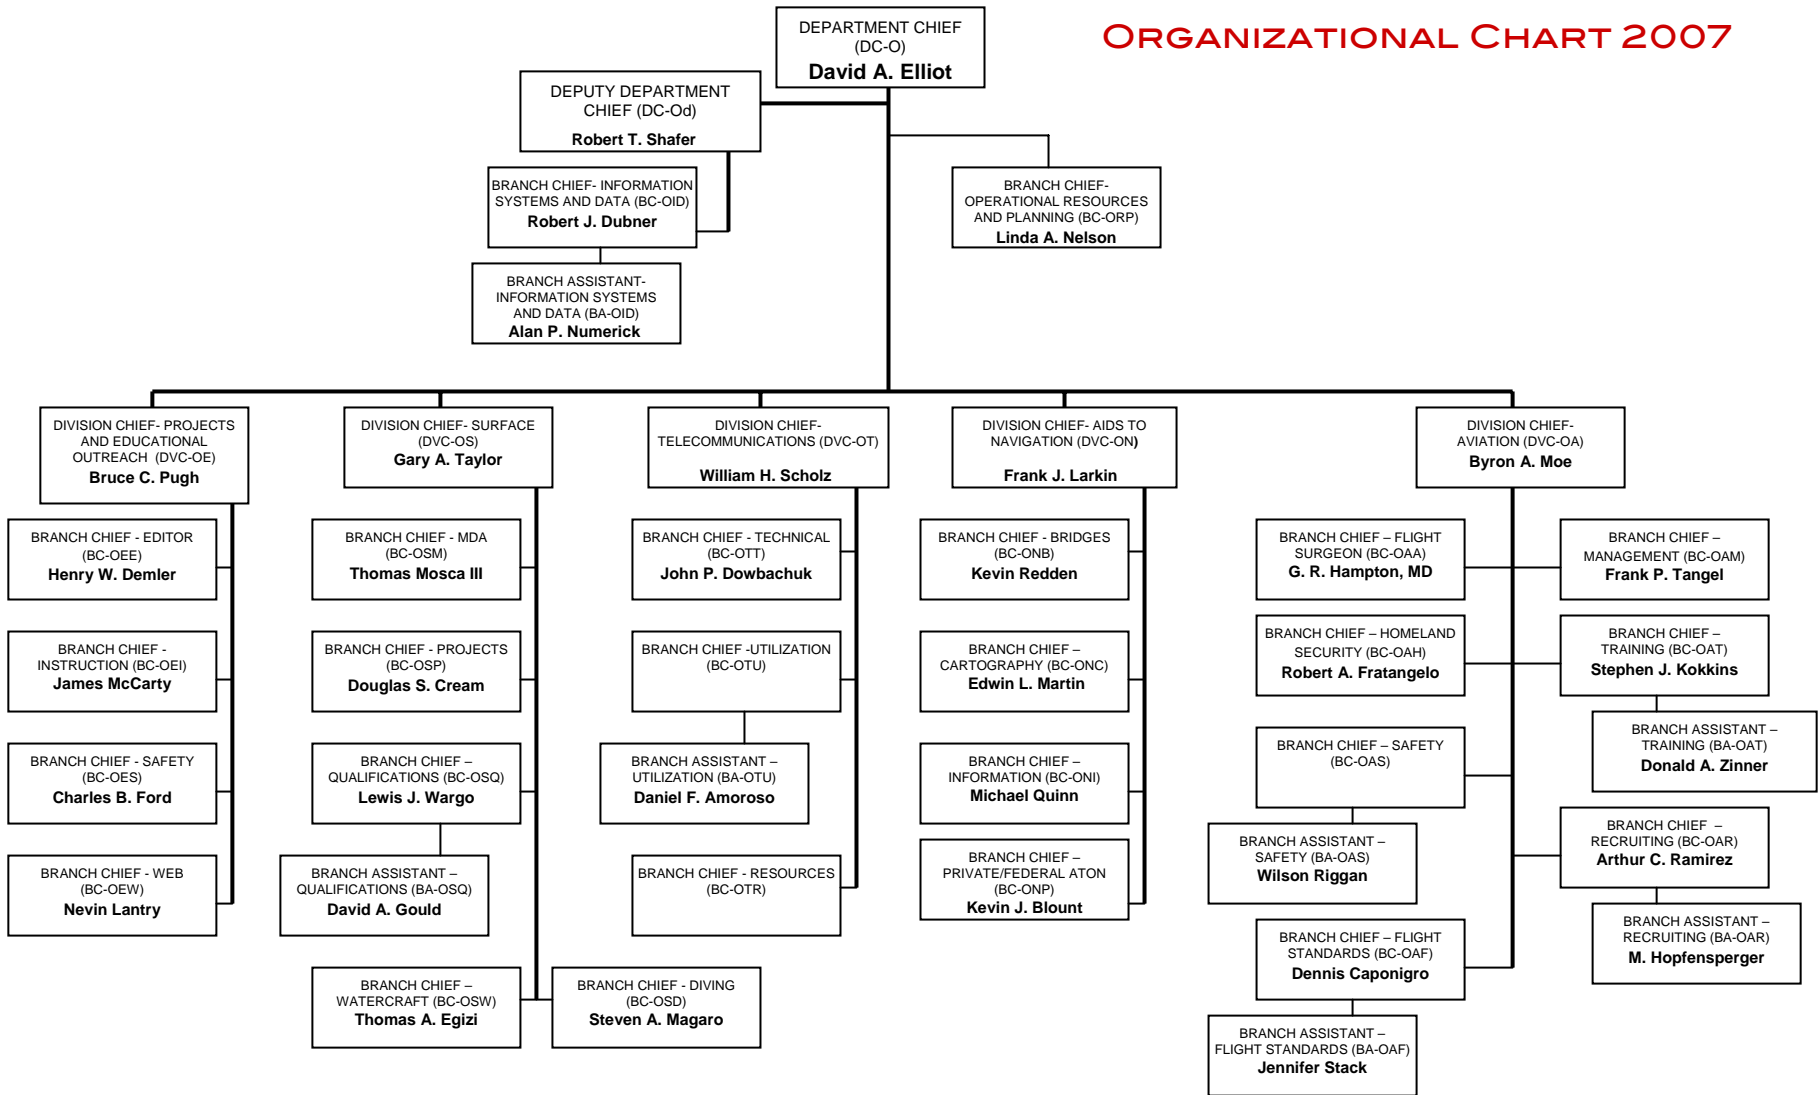 ORGANIZATIONAL CHART 2007
DEPARTMENT CHIEF
(DC-O)
David A. Elliot
DEPUTY DEPARTMENT
CHIEF (DC-Od)
Robert T. Shafer
BRANCH CHIEF- INFORMATION
SYSTEMS AND DATA (BC-OID)
Robert J. Dubner
BRANCH CHIEF-
OPERATIONAL RESOURCES
AND PLANNING (BC-ORP)
Linda A. Nelson
BRANCH ASSISTANT-
INFORMATION SYSTEMS
AND DATA (BA-OID)
Alan P. Numerick
DIVISION CHIEF- PROJECTS
AND EDUCATIONAL
OUTREACH (DVC-OE)
Bruce C. Pugh
BRANCH CHIEF - EDITOR
(BC-OEE)
Henry W. Demler
BRANCH CHIEF -
INSTRUCTION (BC-OEI)
James McCarty
BRANCH CHIEF - SAFETY
(BC-OES)
Charles B. Ford
BRANCH CHIEF - WEB
(BC-OEW)
Nevin Lantry
DIVISION CHIEF- SURFACE
(DVC-OS)
Gary A. Taylor
BRANCH CHIEF - MDA
(BC-OSM)
Thomas Mosca III
BRANCH CHIEF - PROJECTS
(BC-OSP)
Douglas S. Cream
BRANCH CHIEF –
QUALIFICATIONS (BC-OSQ)
Lewis J. Wargo
BRANCH ASSISTANT –
QUALIFICATIONS (BA-OSQ)
David A. Gould
BRANCH CHIEF –
WATERCRAFT (BC-OSW)
Thomas A. Egizi
BRANCH CHIEF - DIVING
(BC-OSD)
Steven A. Magaro
DIVISION CHIEF-
TELECOMMUNICATIONS (DVC-OT)
William H. Scholz
BRANCH CHIEF - TECHNICAL
(BC-OTT)
John P. Dowbachuk
BRANCH CHIEF -UTILIZATION
(BC-OTU)
BRANCH ASSISTANT –
UTILIZATION (BA-OTU)
Daniel F. Amoroso
BRANCH CHIEF - RESOURCES
(BC-OTR)
DIVISION CHIEF- AIDS TO
NAVIGATION (DVC-ON)
Frank J. Larkin
BRANCH CHIEF - BRIDGES
(BC-ONB)
Kevin Redden
BRANCH CHIEF –
CARTOGRAPHY (BC-ONC)
Edwin L. Martin
BRANCH CHIEF –
INFORMATION (BC-ONI)
Michael Quinn
BRANCH CHIEF –
PRIVATE/FEDERAL ATON
(BC-ONP)
Kevin J. Blount
DIVISION CHIEF-
AVIATION (DVC-OA)
Byron A. Moe
BRANCH CHIEF – FLIGHT
SURGEON (BC-OAA)
G. R. Hampton, MD
BRANCH CHIEF –
MANAGEMENT (BC-OAM)
Frank P. Tangel
BRANCH CHIEF – HOMELAND
SECURITY (BC-OAH)
Robert A. Fratangelo
BRANCH CHIEF –
TRAINING (BC-OAT)
Stephen J. Kokkins
BRANCH ASSISTANT –
TRAINING (BA-OAT)
Donald A. Zinner
BRANCH CHIEF – SAFETY
(BC-OAS)
BRANCH ASSISTANT –
SAFETY (BA-OAS)
Wilson Riggan
BRANCH CHIEF –
RECRUITING (BC-OAR)
Arthur C. Ramirez
BRANCH ASSISTANT –
RECRUITING (BA-OAR)
M. Hopfensperger
BRANCH CHIEF – FLIGHT
STANDARDS (BC-OAF)
Dennis Caponigro
BRANCH ASSISTANT –
FLIGHT STANDARDS (BA-OAF)
Jennifer Stack